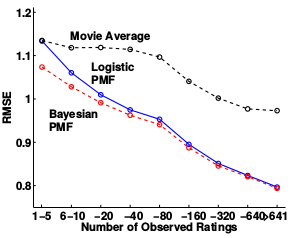 1.2
Movie Average
1.1
Logistic
PMF
RMSE
1
Bayesian
PMF
0.9
0.8
1−5 6−10 −20 −40 −80 −160 −320 −640 >641
Number of Observed Ratings